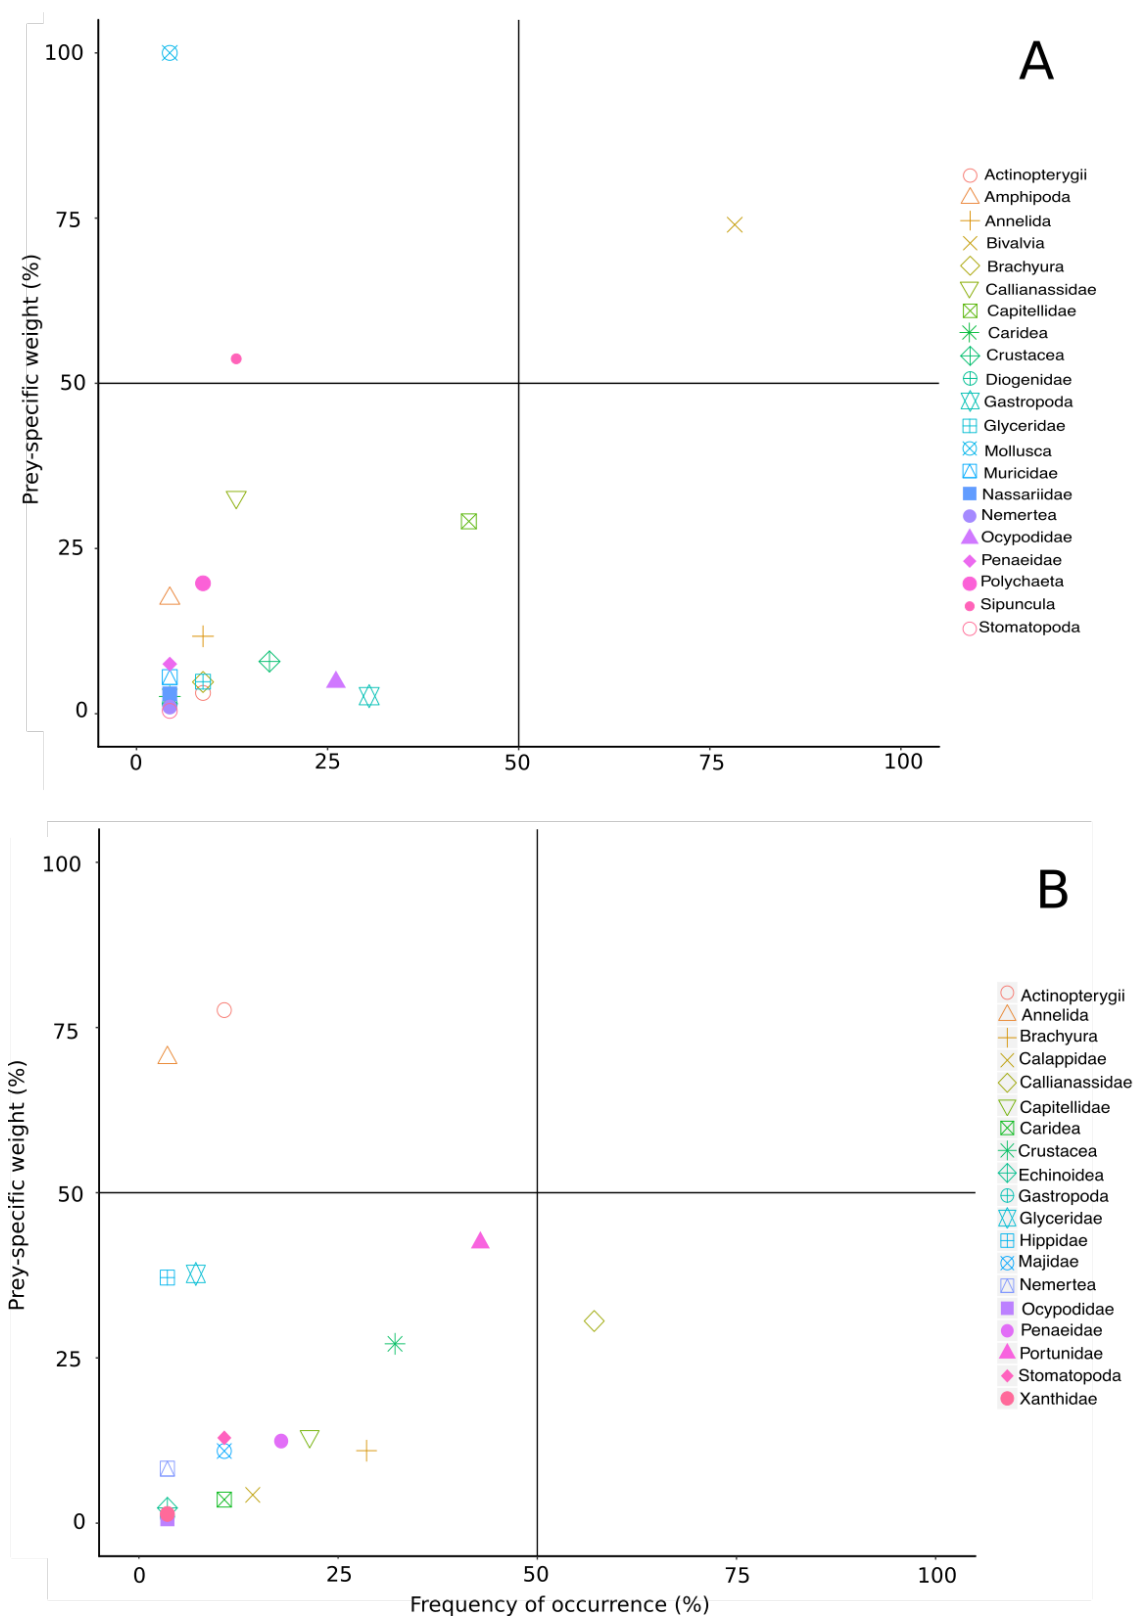 A
100
75
50
25
0
Prey-specific weight (%)
0 25 50 75 100
Actinopterygii
Amphipoda
Annelida
Bivalvia
Brachyura
Callianassidae
Capitellidae
Caridea
Crustacea
Diogenidae
Gastropoda
Glyceridae
Mollusca
Muricidae
Nassariidae
Nemertea
Ocypodidae
Penaeidae
Polychaeta
Sipuncula
Stomatopoda
B
100
75
50
25
0
Prey-specific weight (%)
0 25 50 75 100
Frequency of occurrence (%)
Actinopterygii
Annelida
Brachyura
Calappidae
Callianassidae
Capitellidae
Caridea
Crustacea
Echinoidea
Gastropoda
Glyceridae
Hippidae
Majidae
Nemertea
Ocypodidae
Penaeidae
Portunidae
Stomatopoda
Xanthidae